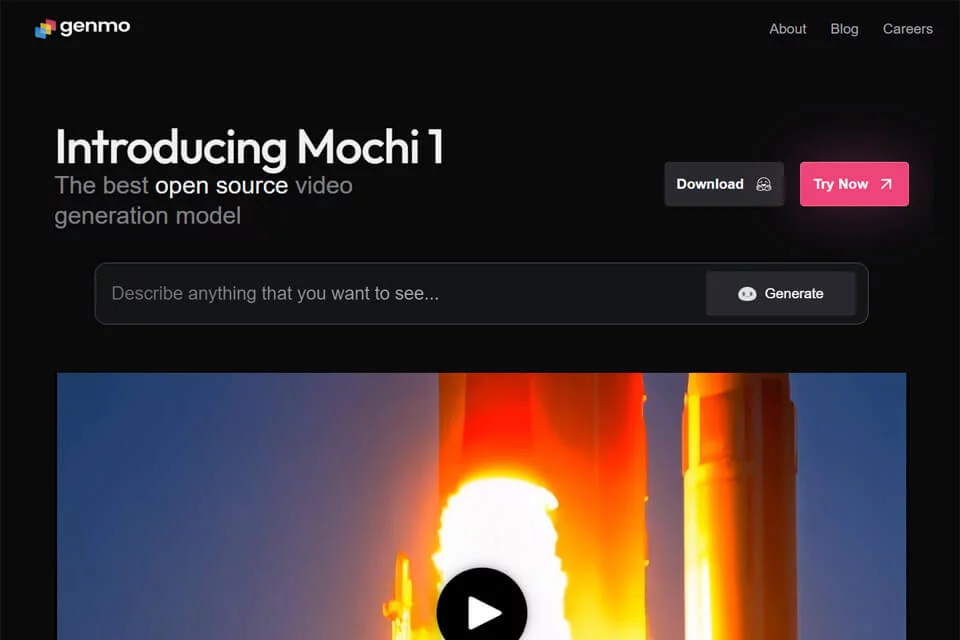 genmo
About
Blog
Careers
Introducing Mochi 1
The best open source video
generation model
Download
Try Now
Describe anything that you want to see...
Generate